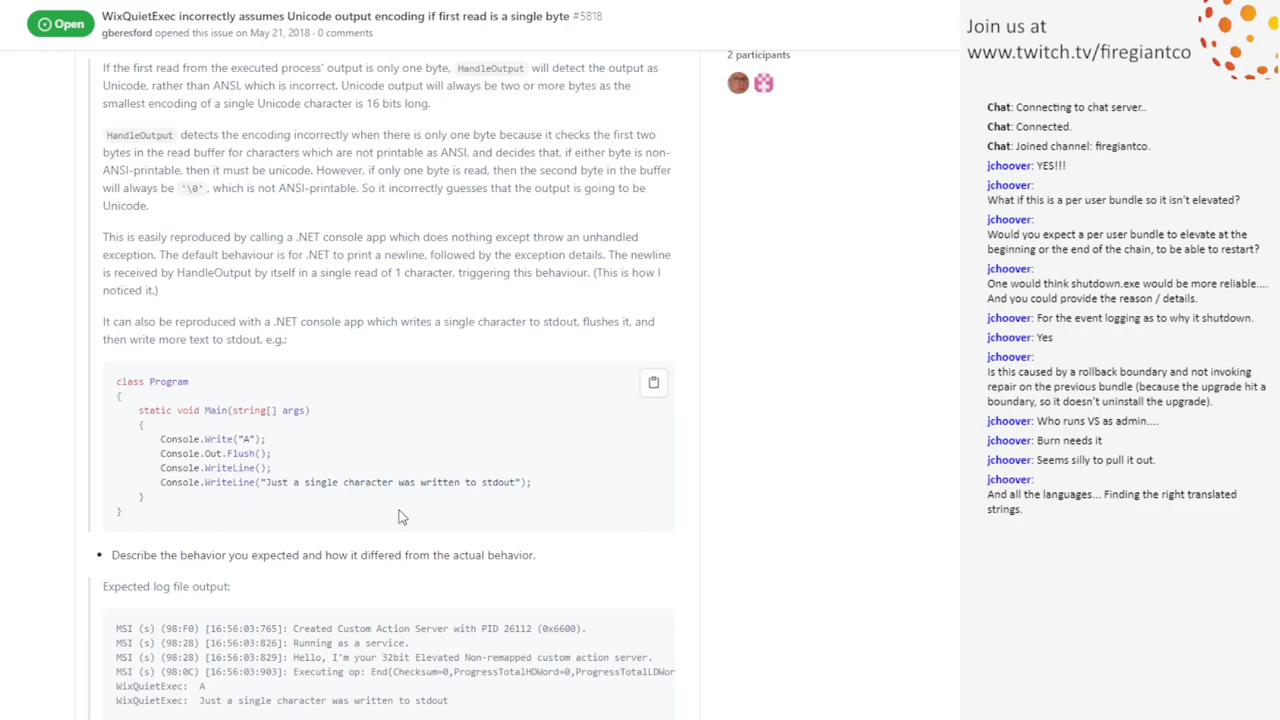 Open
WixQuietExec incorrectly assumes Unicode output encoding if first read is a single byte #5818
gberesford opened this issue on May 21, 2018 · 0 comments
If the first read from the executed process' output is only one byte, HandleOutput will detect the output as
Unicode, rather than ANSI, which is incorrect. Unicode output will always be two or more bytes as the
smallest encoding of a single Unicode character is 16 bits long.
HandleOutput detects the encoding incorrectly when there is only one byte because it checks the first two
bytes in the read buffer for characters which are not printable as ANSI, and decides that, if either byte is non-
ANSI-printable, then it must be unicode. However, if only one byte is read, then the second byte in the buffer
will always be '\0', which is not ANSI-printable. So it incorrectly guesses that the output is going to be
Unicode.
This is easily reproduced by calling a .NET console app which does nothing except throw an unhandled
exception. The default behaviour is for .NET to print a newline, followed by the exception details. The newline
is received by HandleOutput by itself in a single read of 1 character, triggering this behaviour. (This is how I
noticed it.)
It can also be reproduced with a .NET console app which writes a single character to stdout, flushes it, and
then write more text to stdout. e.g.:
class Program
{
static void Main(string[] args)
{
Console.Write("A");
Console.Out.Flush();
Console.WriteLine();
Console.WriteLine("Just a single character was written to stdout");
}
}
• Describe the behavior you expected and how it differed from the actual behavior.
Expected log file output:
MSI (s) (98:F0) [16:56:03:765]: Created Custom Action Server with PID 26112 (0x6600).
MSI (s) (98:28) [16:56:03:826]: Running as a service.
MSI (s) (98:28) [16:56:03:829]: Hello, I'm your 32bit Elevated Non-remapped custom action server.
MSI (s) (98:0C) [16:56:03:903]: Executing op: End(Checksum=0,ProgressTotalHDWord=0,ProgressTotalLDWor
WixQuietExec:  A
WixQuietExec:  Just a single character was written to stdout
2 participants
Join us at
www.twitch.tv/firegiantco
Chat: Connecting to chat server..
Chat: Connected.
Chat: Joined channel: firegiantco.
jchoover: YES!!!
jchoover:
What if this is a per user bundle so it isn't elevated?
jchoover:
Would you expect a per user bundle to elevate at the
beginning or the end of the chain, to be able to restart?
jchoover:
One would think shutdown.exe would be more reliable....
And you could provide the reason / details.
jchoover: For the event logging as to why it shutdown.
jchoover: Yes
jchoover:
Is this caused by a rollback boundary and not invoking
repair on the previous bundle (because the upgrade hit a
boundary, so it doesn't uninstall the upgrade).
jchoover: Who runs VS as admin....
jchoover: Burn needs it
jchoover: Seems silly to pull it out.
jchoover:
And all the languages... Finding the right translated
strings.